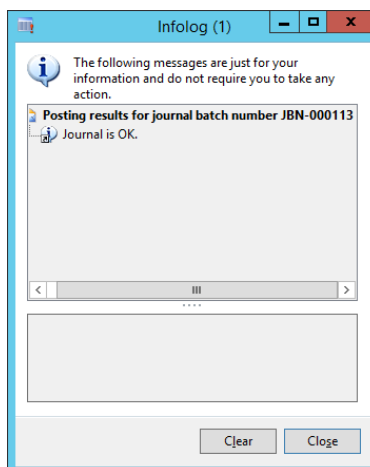 Infolog (1)
The following messages are just for your
information and do not require you to take any
action.
Posting results for journal batch number JBN-000113
Journal is OK.
Clear
Close